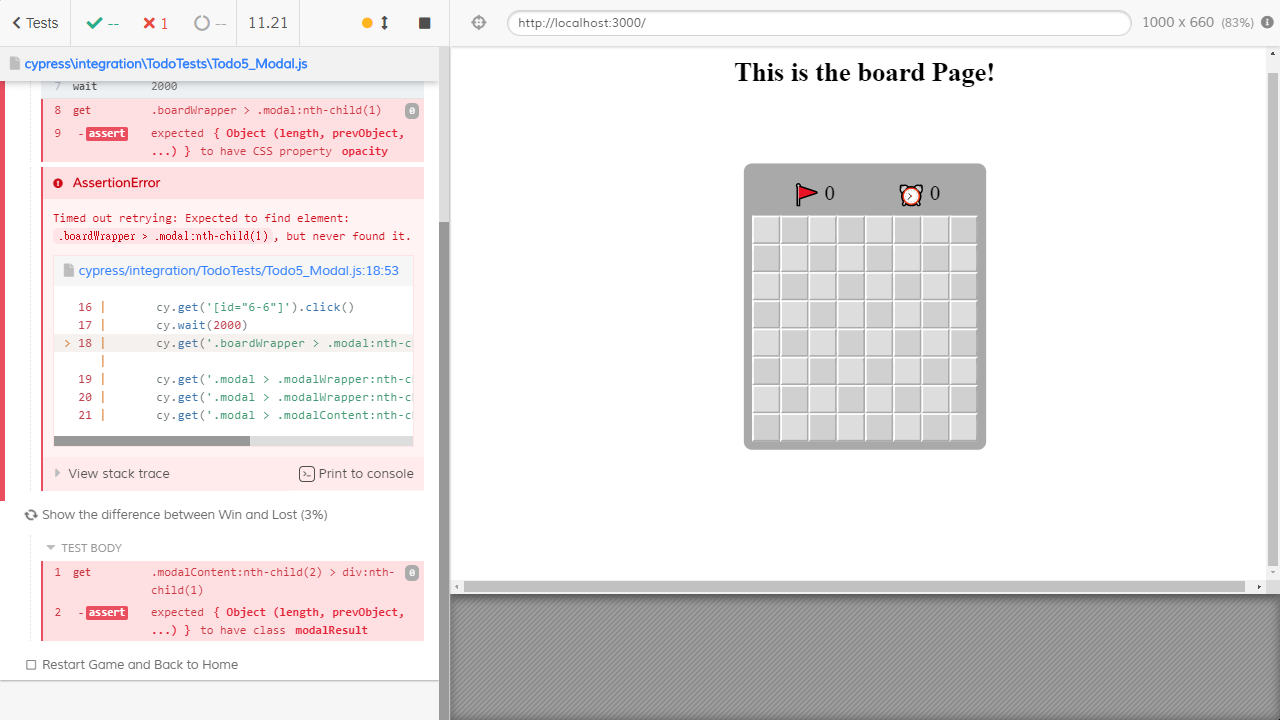 Tests
--
1
--
11.21
http://localhost:3000/
1000 x 660 (83%)
cypress\integration\TodoTests\Todo5_Modal.js
7 wait 2000
8 get .boardWrapper > .modal:nth-child(1) 0
9 -assert expected { Object (length, prevObject,
...) } to have CSS property opacity
AssertionError
Timed out retrying: Expected to find element:
.boardWrapper > .modal:nth-child(1), but never found it.
cypress/integration/TodoTests/Todo5_Modal.js:18:53
16 | cy.get('[id="6-6"]').click()
17 | cy.wait(2000)
> 18 | cy.get('.boardWrapper > .modal:nth-c
|
19 | cy.get('.modal > .modalWrapper:nth-c
20 | cy.get('.modal > .modalWrapper:nth-c
21 | cy.get('.modal > .modalContent:nth-c
View stack trace
Print to console
Show the difference between Win and Lost (3%)
TEST BODY
1 get .modalContent:nth-child(2) > div:nth- 0
child(1)
2 -assert expected { Object (length, prevObject,
...) } to have class modalResult
Restart Game and Back to Home
This is the board Page!
0
0